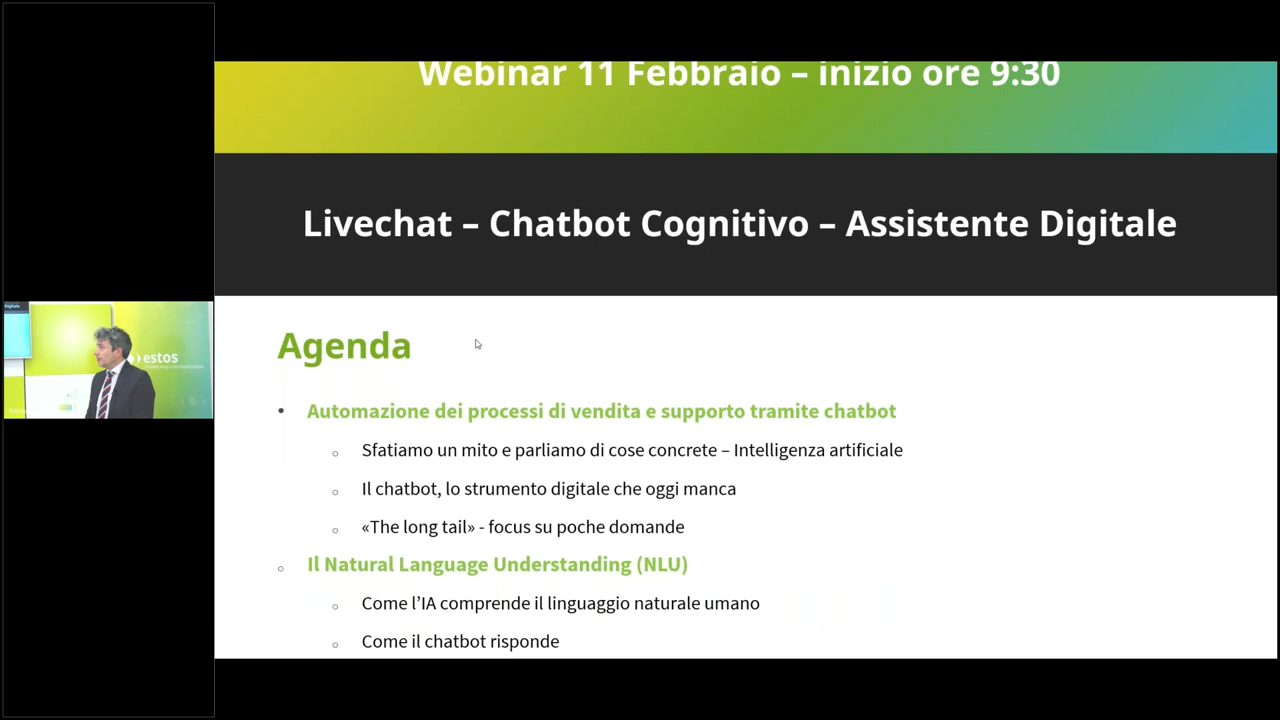 Webinar 11 Febbraio – inizio ore 9:30
Livechat – Chatbot Cognitivo – Assistente Digitale
Agenda
• Automazione dei processi di vendita e supporto tramite chatbot
o Sfatiamo un mito e parliamo di cose concrete – Intelligenza artificiale
o Il chatbot, lo strumento digitale che oggi manca
o «The long tail» - focus su poche domande
o Il Natural Language Understanding (NLU)
o Come l’IA comprende il linguaggio naturale umano
o Come il chatbot risponde
estos